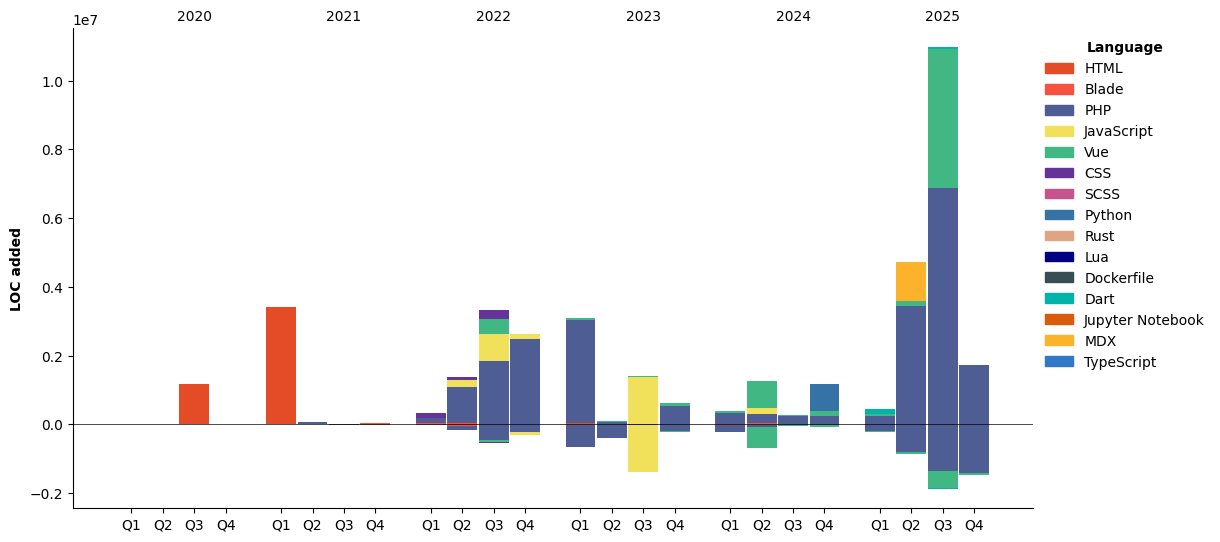 1e7
2020 2021 2022 2023 2024 2025
LOC added
1.0
0.8
0.6
0.4
0.2
0.0
−0.2
Q1 Q2 Q3 Q4 Q1 Q2 Q3 Q4 Q1 Q2 Q3 Q4 Q1 Q2 Q3 Q4 Q1 Q2 Q3 Q4 Q1 Q2 Q3 Q4
Language
HTML
Blade
PHP
JavaScript
Vue
CSS
SCSS
Python
Rust
Lua
Dockerfile
Dart
Jupyter Notebook
MDX
TypeScript